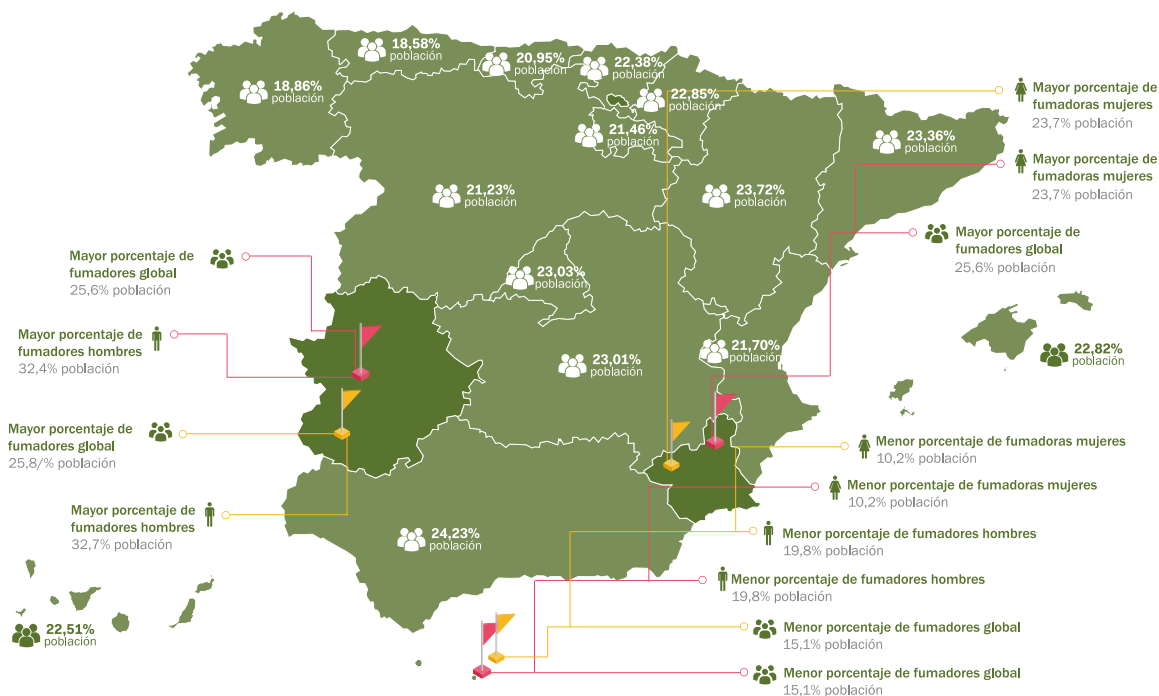 18,58%
población
20,95%
población
22,38%
población
18,86%
población
22,85%
población
Mayor porcentaje de
fumadoras mujeres
23,7% población
21,46%
población
23,36%
población
Mayor porcentaje de
fumadoras mujeres
23,7% población
21,23%
población
23,72%
población
Mayor porcentaje de
fumadores global
25,6% población
Mayor porcentaje de
fumadores global
25,6% población
23,03%
población
Mayor porcentaje de
fumadores hombres
32,4% población
23,01%
población
21,70%
población
22,82%
población
Mayor porcentaje de
fumadores global
25,8/% población
Menor porcentaje de fumadoras mujeres
10,2% población
Menor porcentaje de fumadoras mujeres
10,2% población
Mayor porcentaje de
fumadores hombres
32,7% población
24,23%
población
Menor porcentaje de fumadores hombres
19,8% población
Menor porcentaje de fumadores hombres
19,8% población
22,51%
población
Menor porcentaje de fumadores global
15,1% población
Menor porcentaje de fumadores global
15,1% población